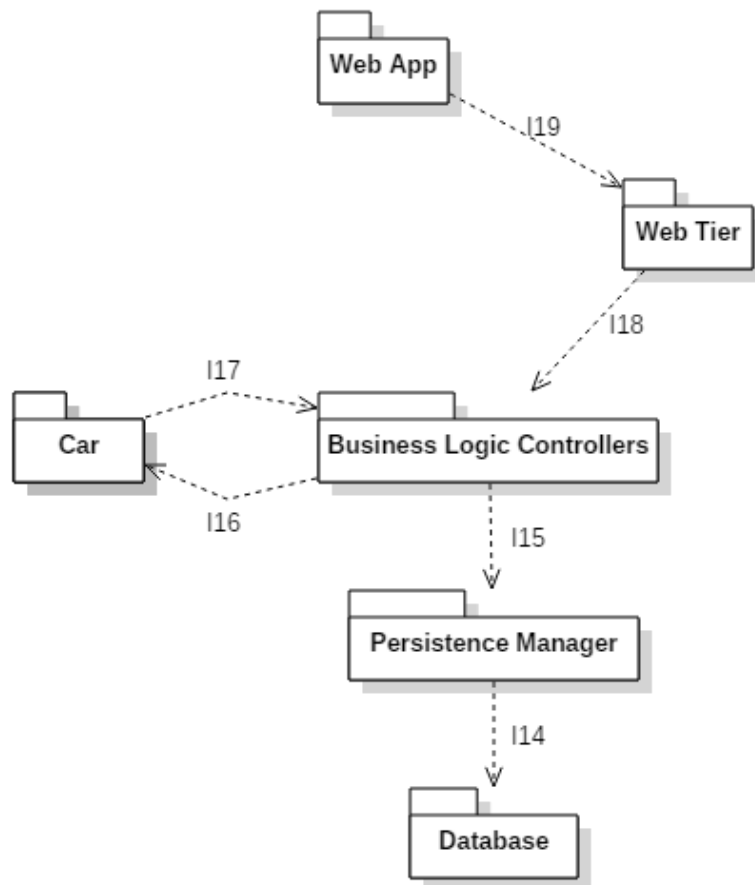 Web App
I19
Web Tier
I18
I17
Car
Business Logic Controllers
I16
I15
Persistence Manager
I14
Database